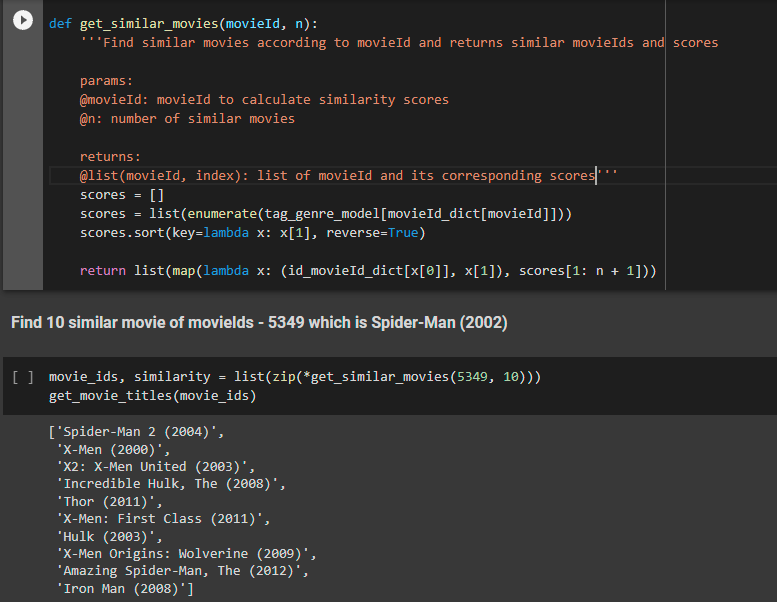 def get_similar_movies(movieId, n):
    '''Find similar movies according to movieId and returns similar movieIds and scores
    params:
    @movieId: movieId to calculate similarity scores
    @n: number of similar movies
    returns:
    @list(movieId, index): list of movieId and its corresponding scores'''
    scores = []
    scores = list(enumerate(tag_genre_model[movieId_dict[movieId]]))
    scores.sort(key=lambda x: x[1], reverse=True)
    return list(map(lambda x: (id_movieId_dict[x[0]], x[1]), scores[1: n + 1]))
Find 10 similar movie of movieIds - 5349 which is Spider-Man (2002)
[ ] movie_ids, similarity = list(zip(*get_similar_movies(5349, 10)))
get_movie_titles(movie_ids)
['Spider-Man 2 (2004)',
 'X-Men (2000)',
 'X2: X-Men United (2003)',
 'Incredible Hulk, The (2008)',
 'Thor (2011)',
 'X-Men: First Class (2011)',
 'Hulk (2003)',
 'X-Men Origins: Wolverine (2009)',
 'Amazing Spider-Man, The (2012)',
 'Iron Man (2008)']